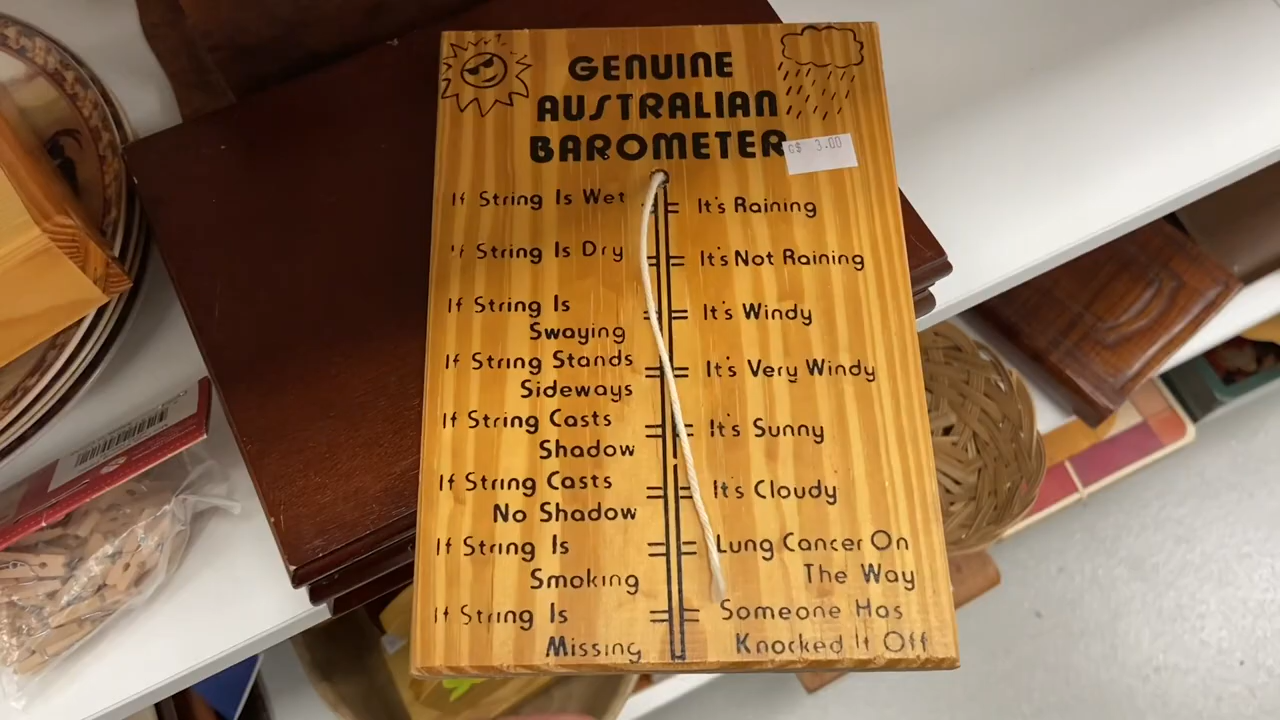 GENUINE
AUSTRALIAN
BAROMETER
G$ 3.00
If String Is Wet = It's Raining
If String Is Dry = It's Not Raining
If String Is
Swaying = It's Windy
If String Stands
Sideways = It's Very Windy
If String Casts
Shadow = It's Sunny
If String Casts
No Shadow = It's Cloudy
If String Is
Smoking = Lung Cancer On
The Way
If String Is
Missing = Someone Has
Knocked It Off